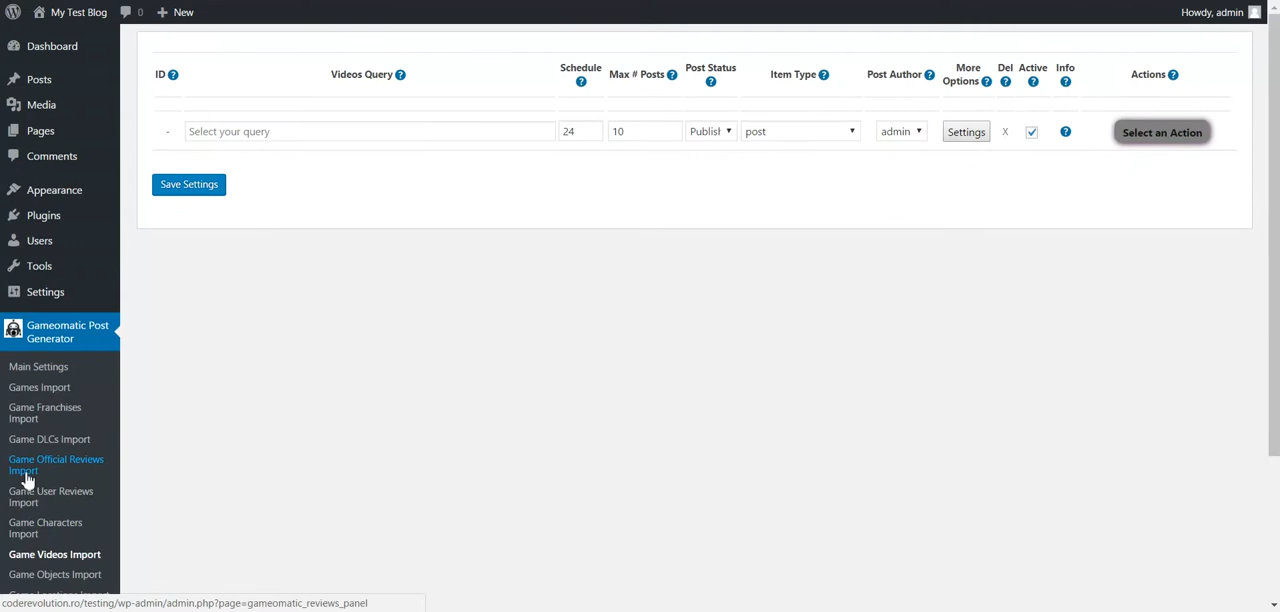 My Test Blog 0 New Howdy, admin
Dashboard
Posts
Media
Pages
Comments
Appearance
Plugins
Users
Tools
Settings
Gameomatic Post
Generator
Main Settings
Games Import
Game Franchises
Import
Game DLCs Import
Game Official Reviews
Import
Game User Reviews
Import
Game Characters
Import
Game Videos Import
Game Objects Import
ID ? Videos Query ? Schedule ? Max # Posts ? Post Status ? Item Type ? Post Author ? More Options ? Del ? Active ? Info ? Actions ?
- Select your query 24 10 Publish post admin Settings X ? Select an Action
Save Settings
coderevolution.ro/testing/wp-admin/admin.php?page=gameomatic_reviews_panel